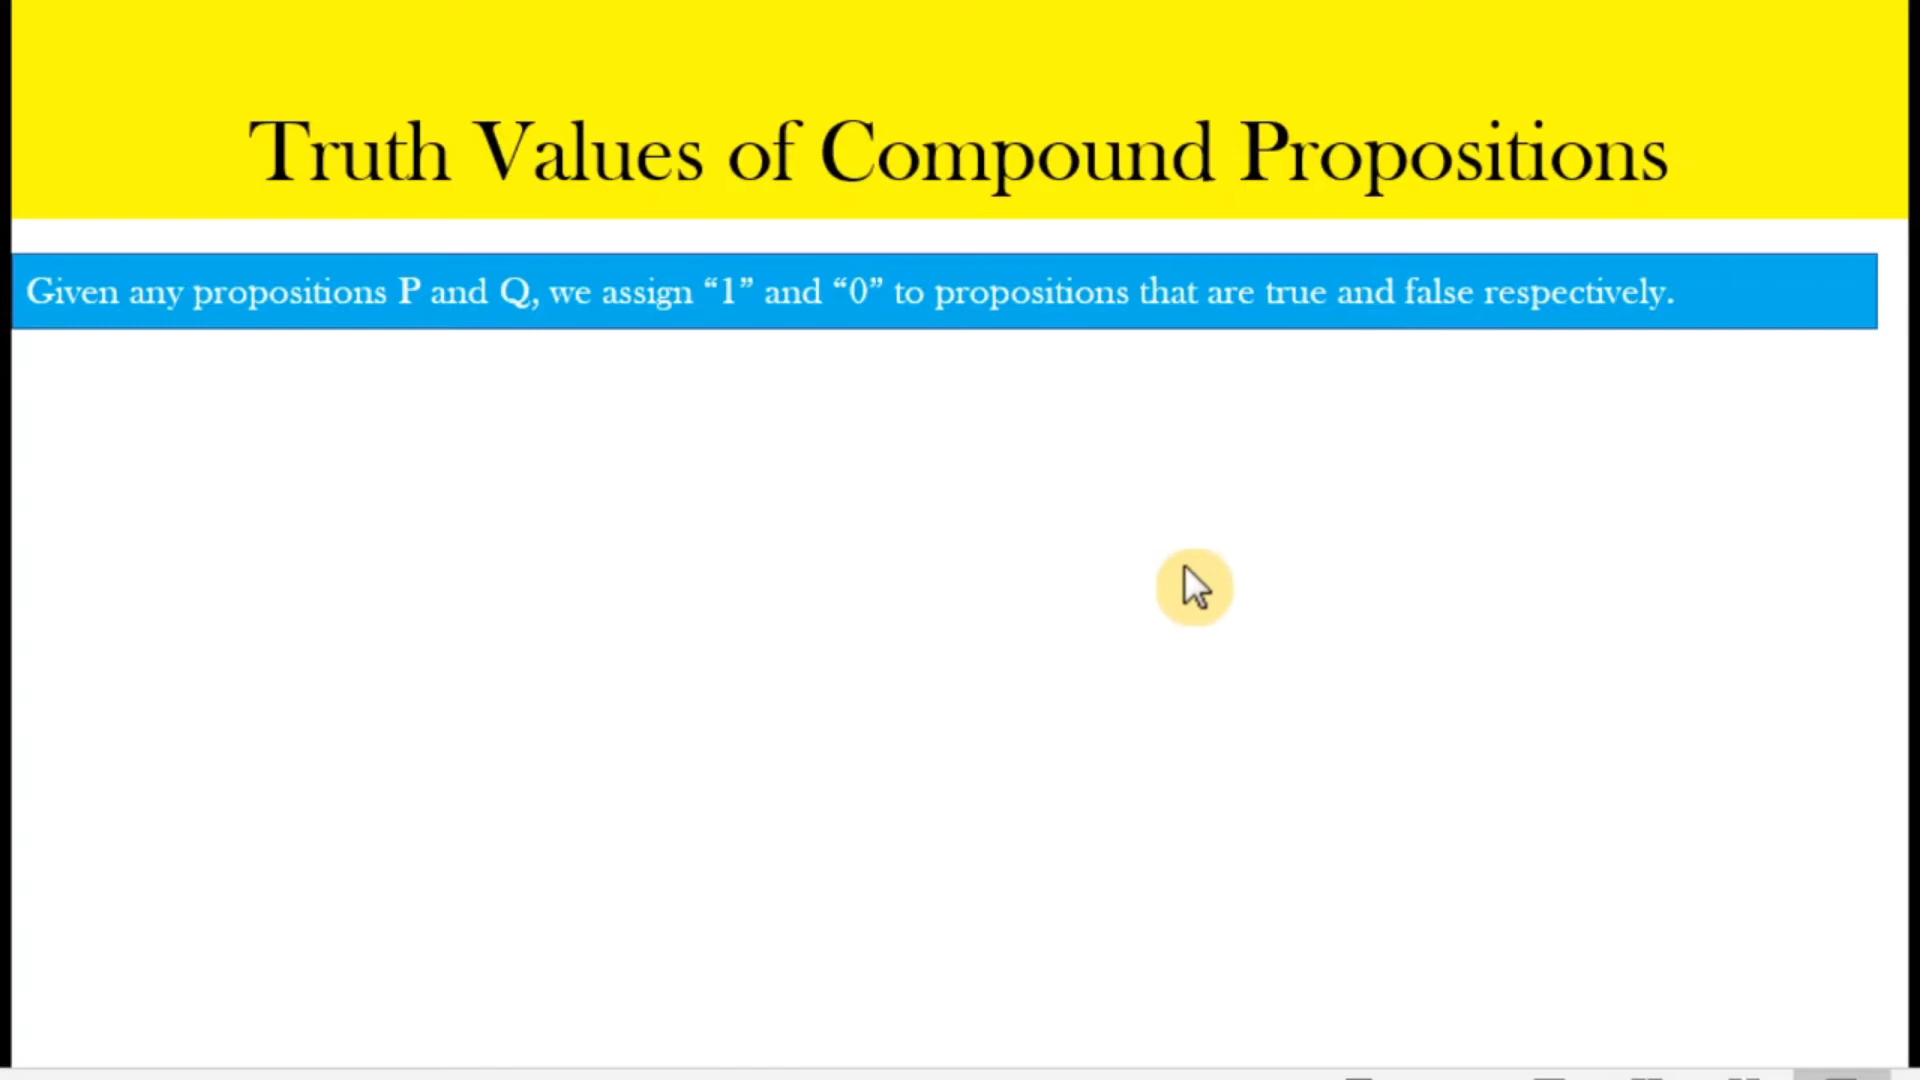 Truth Values of Compound Propositions
Given any propositions P and Q, we assign “1” and “0” to propositions that are true and false respectively.